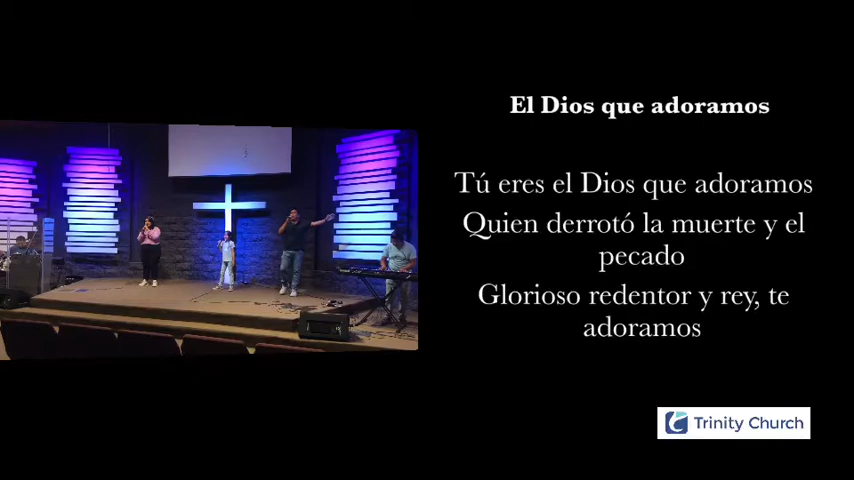 El Dios que adoramos
Tú eres el Dios que adoramos
Quien derrotó la muerte y el
pecado
Glorioso redentor y rey, te
adoramos
Trinity Church